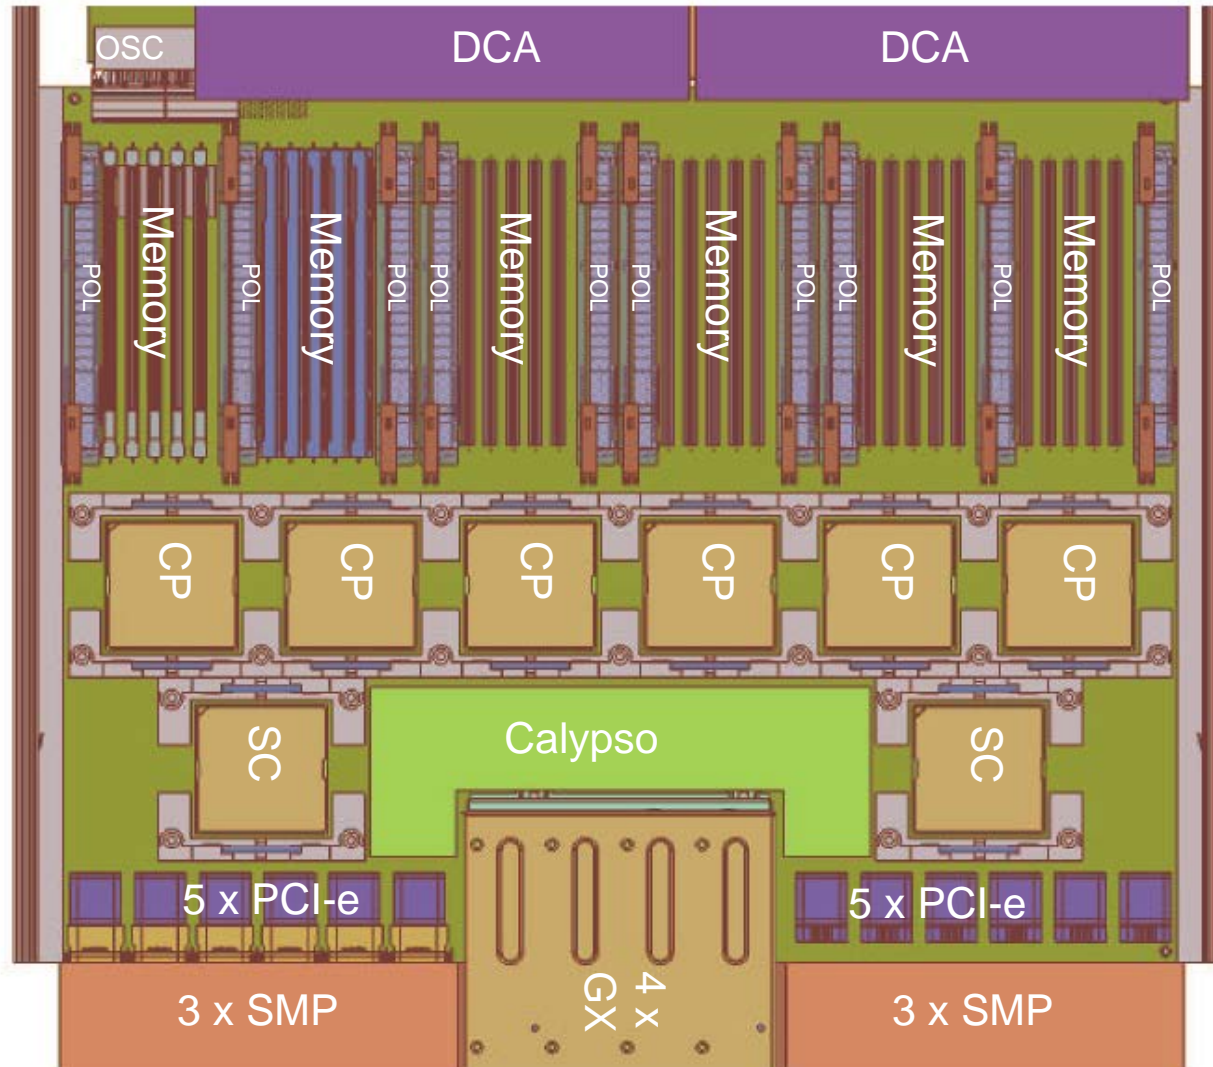 OSC
DCA
DCA
POL
Memory
POL
Memory
POL
POL
Memory
POL
POL
Memory
POL
POL
Memory
POL
Memory
POL
CP
CP
CP
CP
CP
CP
SC
Calypso
SC
5 x PCI-e
5 x PCI-e
3 x SMP
4 x
GX
3 x SMP